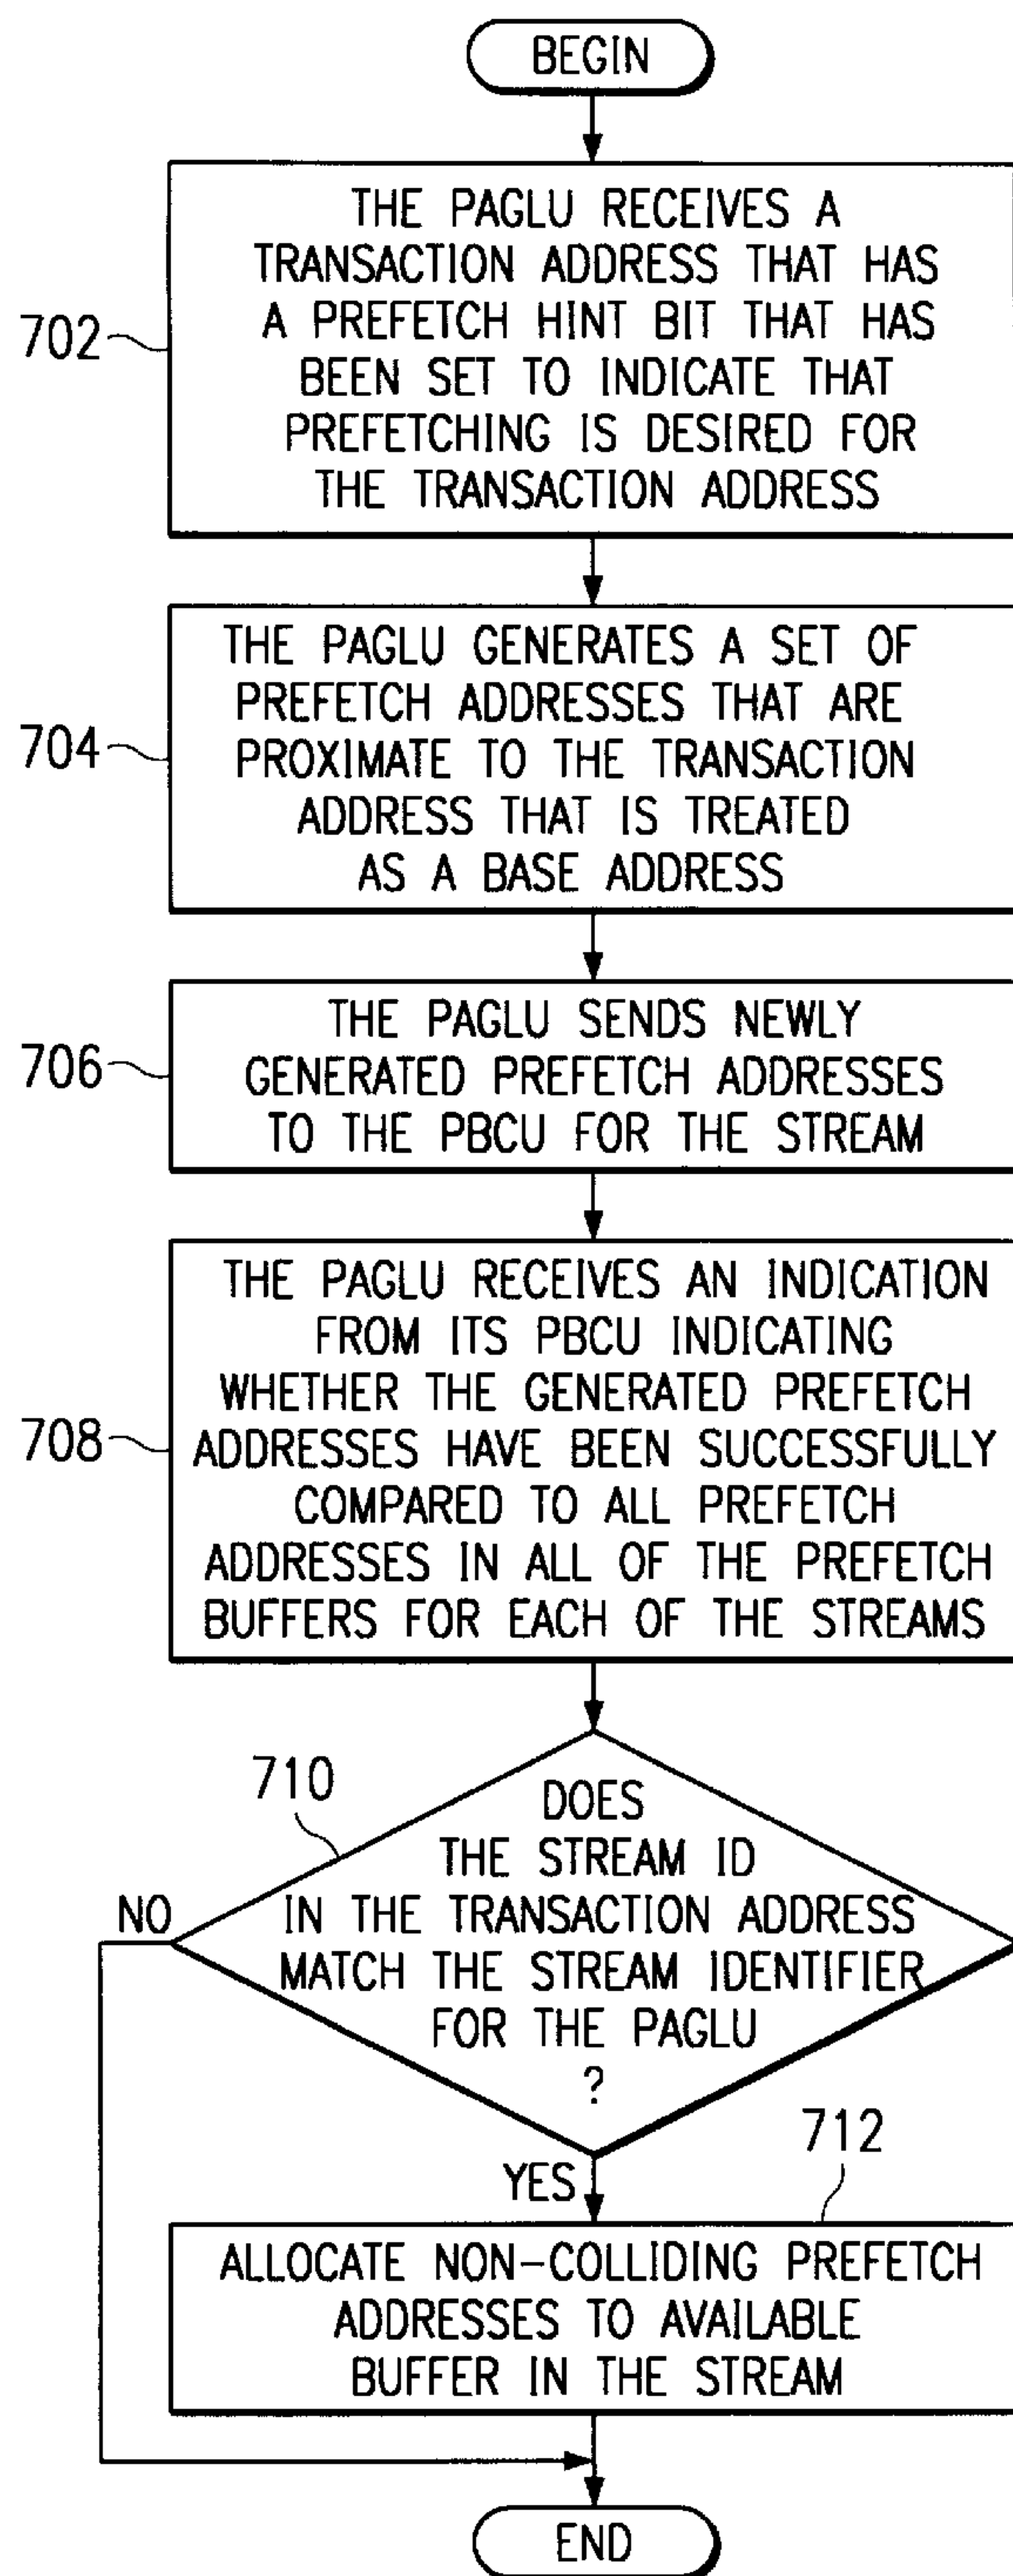 BEGIN
THE PAGLU RECEIVES A
TRANSACTION ADDRESS THAT HAS
A PREFETCH HINT BIT THAT HAS
BEEN SET TO INDICATE THAT
PREFETCHING IS DESIRED FOR
THE TRANSACTION ADDRESS
702
THE PAGLU GENERATES A SET OF
PREFETCH ADDRESSES THAT ARE
PROXIMATE TO THE TRANSACTION
ADDRESS THAT IS TREATED
AS A BASE ADDRESS
704
THE PAGLU SENDS NEWLY
GENERATED PREFETCH ADDRESSES
TO THE PBCU FOR THE STREAM
706
THE PAGLU RECEIVES AN INDICATION
FROM ITS PBCU INDICATING
WHETHER THE GENERATED PREFETCH
ADDRESSES HAVE BEEN SUCCESSFULLY
COMPARED TO ALL PREFETCH
ADDRESSES IN ALL OF THE PREFETCH
BUFFERS FOR EACH OF THE STREAMS
708
710
DOES
THE STREAM ID
IN THE TRANSACTION ADDRESS
MATCH THE STREAM IDENTIFIER
FOR THE PAGLU
?
NO
YES
712
ALLOCATE NON-COLLIDING PREFETCH
ADDRESSES TO AVAILABLE
BUFFER IN THE STREAM
END